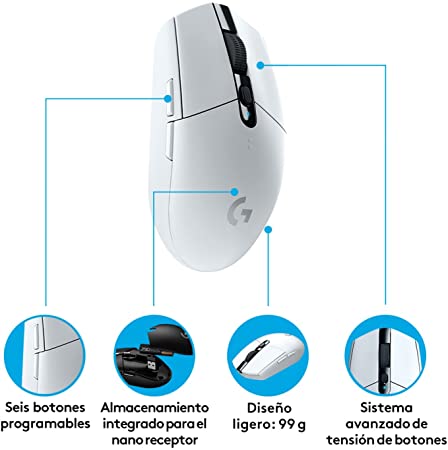 Seis botones
programables
Almacenamiento
integrado para el
nano receptor
Diseño
ligero: 99 g
Sistema
avanzado de
tensión de botones